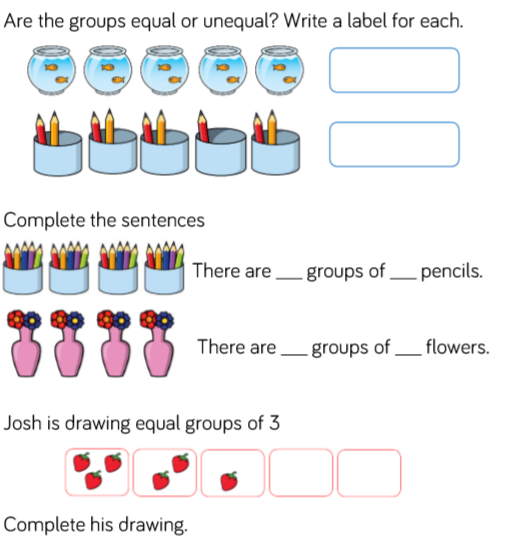 Are the groups equal or unequal? Write a label for each.
Complete the sentences
There are ___ groups of ___ pencils.
There are ___ groups of ___ flowers.
Josh is drawing equal groups of 3
Complete his drawing.